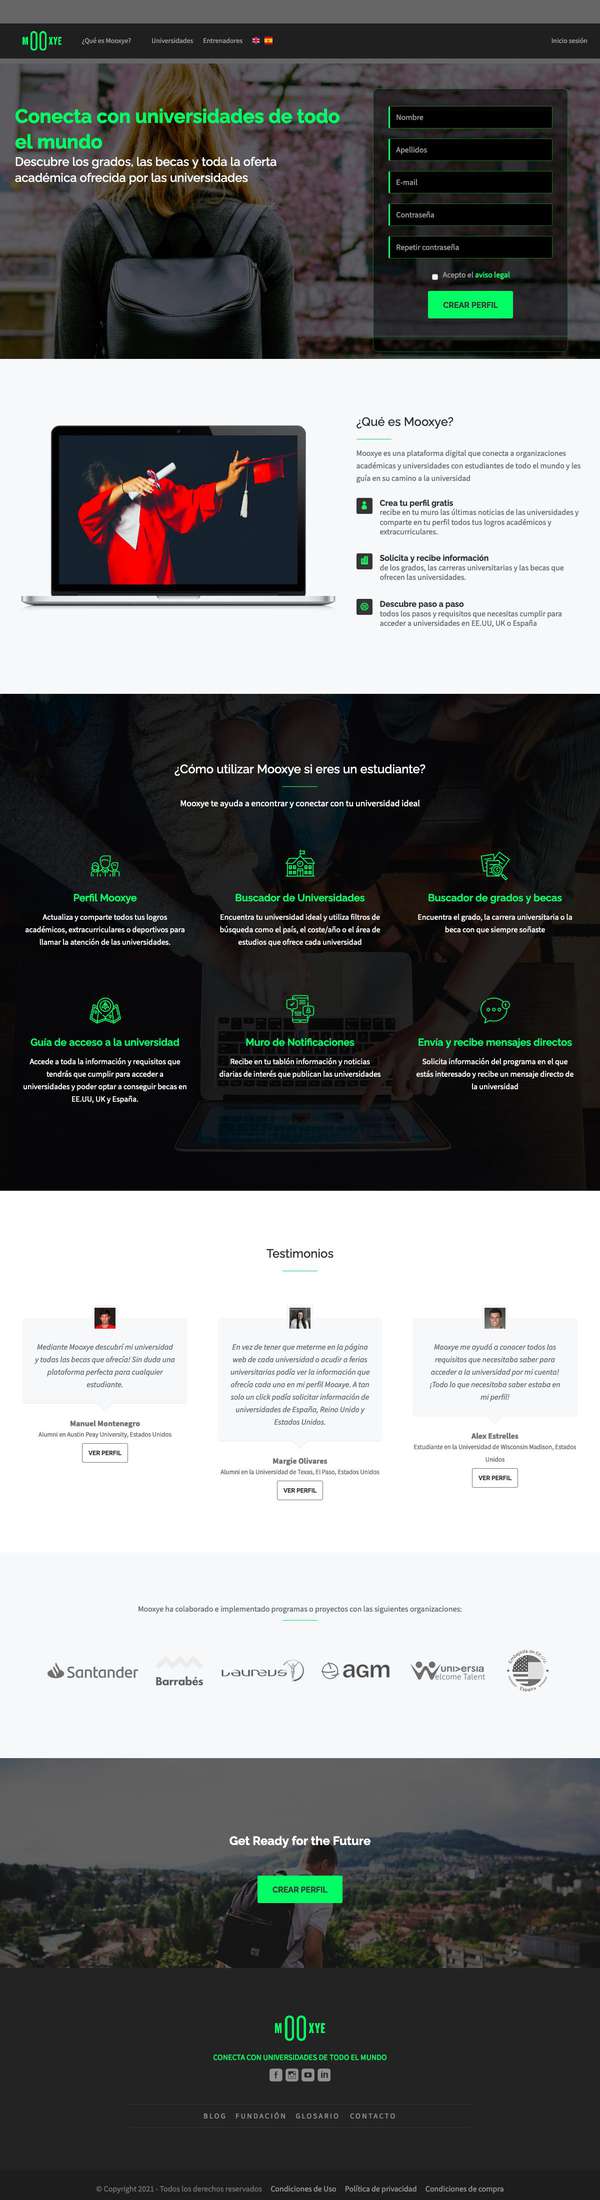 MOOXYE
¿Qué es Mooxye?
Universidades
Entrenadores
Inicio sesión
Conecta con universidades de todo
el mundo
Descubre los grados, las becas y toda la oferta
académica ofrecida por las universidades
Nombre
Apellidos
E-mail
Contraseña
Repetir contraseña
Acepto el aviso legal
CREAR PERFIL
¿Qué es Mooxye?
Mooxye es una plataforma digital que conecta a organizaciones
académicas y universidades con estudiantes de todo el mundo y les
guía en su camino a la universidad
Crea tu perfil gratis
recibe en tu muro las últimas noticias de las universidades y
comparte en tu perfil todos tus logros académicos y
extracurriculares.
Solicita y recibe información
de los grados, las carreras universitarias y las becas que
ofrecen las universidades.
Descubre paso a paso
todos los pasos y requisitos que necesitas cumplir para
acceder a universidades en EE.UU, UK o España
¿Cómo utilizar Mooxye si eres un estudiante?
Mooxye te ayuda a encontrar y conectar con tu universidad ideal
Perfil Mooxye
Actualiza y comparte todos tus logros
académicos, extracurriculares o deportivos para
llamar la atención de las universidades.
Buscador de Universidades
Encuentra tu universidad ideal y utiliza filtros de
búsqueda como el país, el coste/año o el área de
estudios que ofrece cada universidad
Buscador de grados y becas
Encuentra el grado, la carrera universitaria o la
beca con que siempre soñaste
Guía de acceso a la universidad
Accede a toda la información y requisitos que
tendrás que cumplir para acceder a
universidades y poder optar a conseguir becas en
EE.UU, UK y España.
Muro de Notificaciones
Recibe en tu tablón información y noticias
diarias de interés que publican las universidades
Envía y recibe mensajes directos
Solicita información del programa en el que
estás interesado y recibe un mensaje directo de
la universidad
Testimonios
Mediante Mooxye descubrí mi universidad
y todas las becas que ofrecía! Sin duda una
plataforma perfecta para cualquier
estudiante.
Manuel Montenegro
Alumni en Austin Peay University, Estados Unidos
VER PERFIL
En vez de tener que meterme en la página
web de cada universidad o acudir a ferias
universitarias podía ver la información que
ofrecía cada una en mi perfil Mooxye. A tan
solo un click podía solicitar información de
universidades de España, Reino Unido y
Estados Unidos.
Margie Olivares
Alumni en la Universidad de Texas, El Paso, Estados Unidos
VER PERFIL
Mooxye me ayudó a conocer todos los
requisitos que necesitaba saber para
acceder a la universidad por mi cuenta!
¡Todo lo que necesitaba saber estaba en
mi perfil!
Alex Estrelles
Estudiante en la Universidad de Wisconsin Madison, Estados
Unidos
VER PERFIL
Mooxye ha colaborado e implementado programas o proyectos con las siguientes organizaciones:
Santander
Barrabés
LAUREUS
AGM
universia
Welcome Talent
Embajada de EE.UU
España
Get Ready for the Future
CREAR PERFIL
MOOXYE
CONECTA CON UNIVERSIDADES DE TODO EL MUNDO
BLOG FUNDACIÓN GLOSARIO CONTACTO
© Copyright 2021 - Todos los derechos reservados Condiciones de Uso Política de privacidad Condiciones de compra